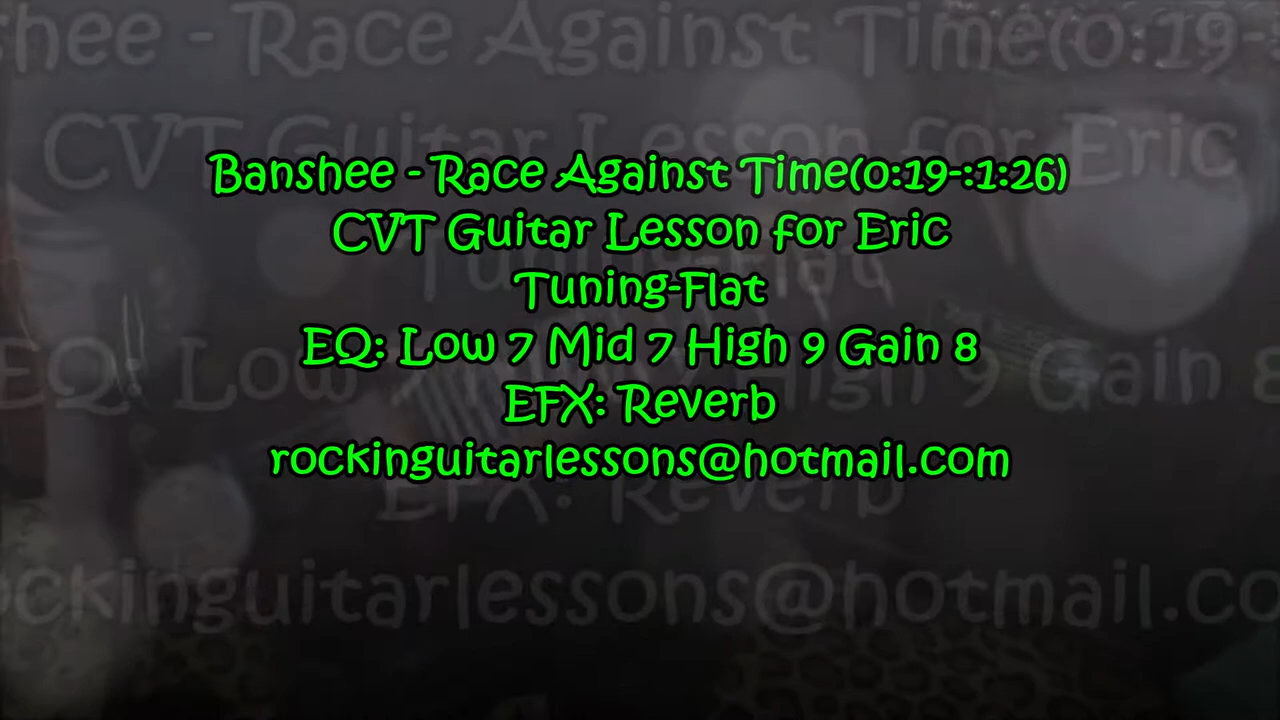 Banshee - Race Against Time(0:19-:1:26)
CVT Guitar Lesson for Eric
Tuning-Flat
EQ: Low 7 Mid 7 High 9 Gain 8
EFX: Reverb
rockinguitarlessons@hotmail.com